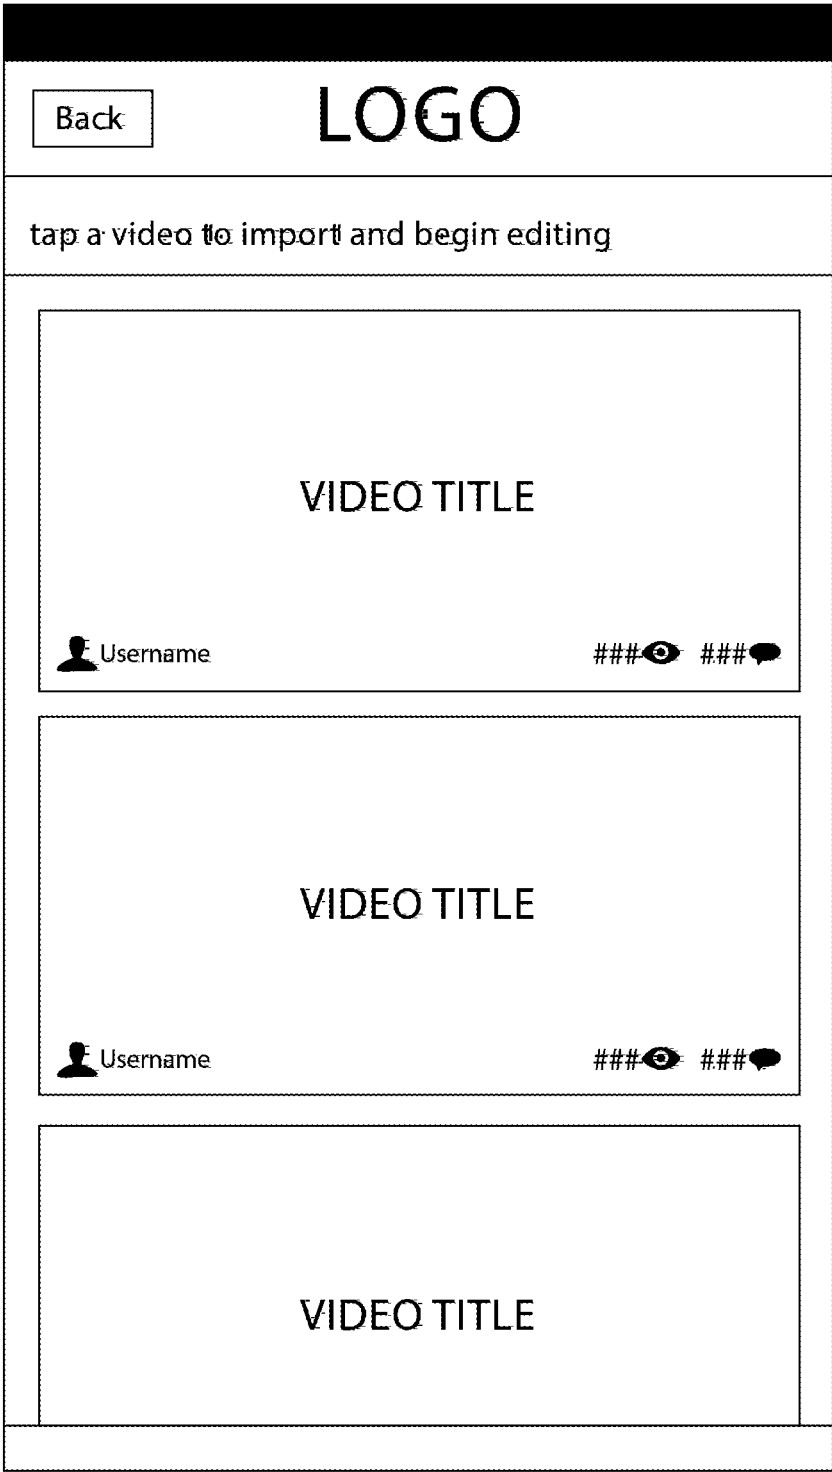 Back LOGO
tap a video to import and begin editing
VIDEO TITLE
Username ### ###
VIDEO TITLE
Username ### ###
VIDEO TITLE